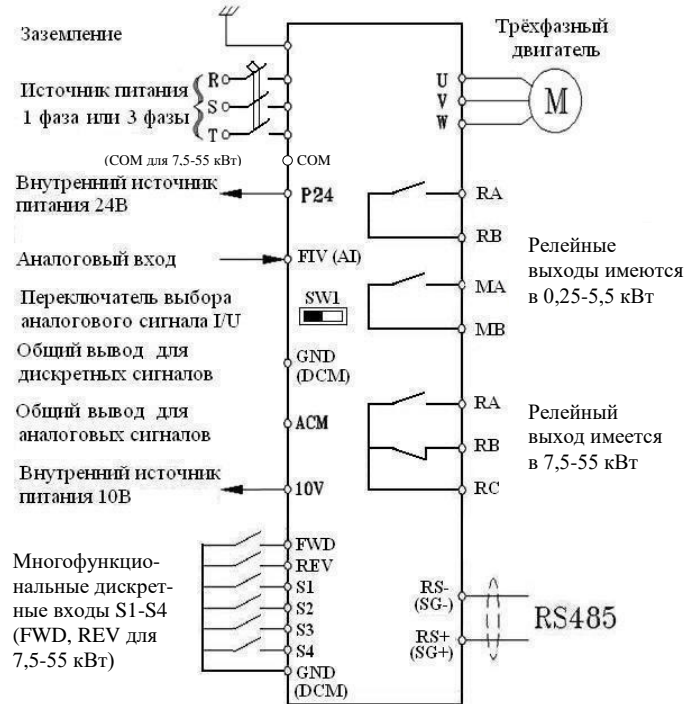 Заземление
Трёхфазный
двигатель
Источник питания
1 фаза или 3 фазы
R
S
T
U
V
W
M
(COM для 7,5-55 кВт)
COM
Внутренний источник
питания 24В
P24
RA
RB
Аналоговый вход
FIV (AI)
Релейные
выходы имеются
в 0,25-5,5 кВт
Переключатель выбора
аналогового сигнала I/U
SW1
MA
MB
Общий вывод для
дискретных сигналов
GND
(DCM)
Общий вывод для
аналоговых сигналов
ACM
RA
RB
RC
Релейный
выход имеется
в 7,5-55 кВт
Внутренний источник
питания 10В
10V
Многофункцио-
нальные дискрет-
ные входы S1-S4
(FWD, REV для
7,5-55 кВт)
FWD
REV
S1
S2
S3
S4
GND
(DCM)
RS-
(SG-)
RS+
(SG+)
RS485